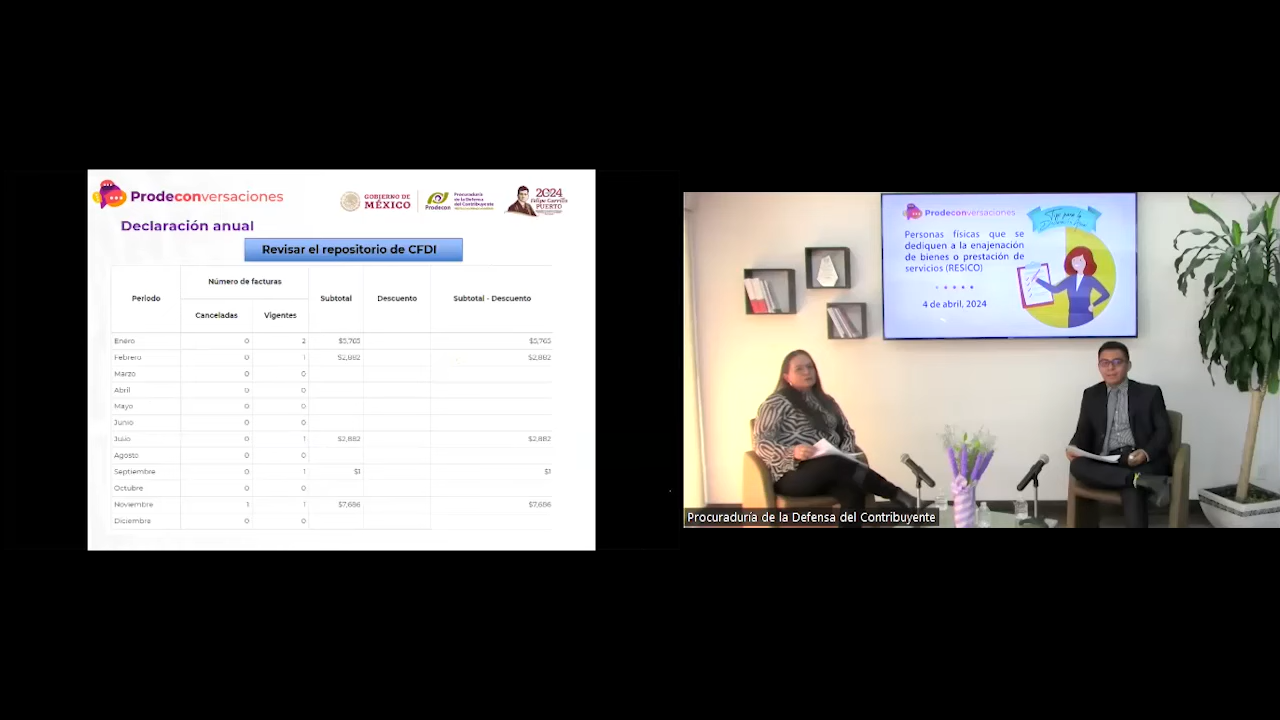 Prodeconversaciones
GOBIERNO DE
MÉXICO
Prodecon
Procuraduría
de la Defensa
del Contribuyente
2024
Felipe Carrillo
PUERTO
Declaración anual
Revisar el repositorio de CFDI
Periodo Número de facturas Subtotal Descuento Subtotal - Descuento
Canceladas Vigentes
Enero 0 2 $5,765 $5,765
Febrero 0 1 $2,882 $2,882
Marzo 0 0
Abril 0 0
Mayo 0 0
Junio 0 0
Julio 0 1 $2,882 $2,882
Agosto 0 0
Septiembre 0 1 $1 $1
Octubre 0 0
Noviembre 1 1 $7,686 $7,686
Diciembre 0 0
Prodeconversaciones
Personas físicas que se
dediquen a la enajenación
de bienes o prestación de
servicios (RESICO)
4 de abril, 2024
Procuraduría de la Defensa del Contribuyente